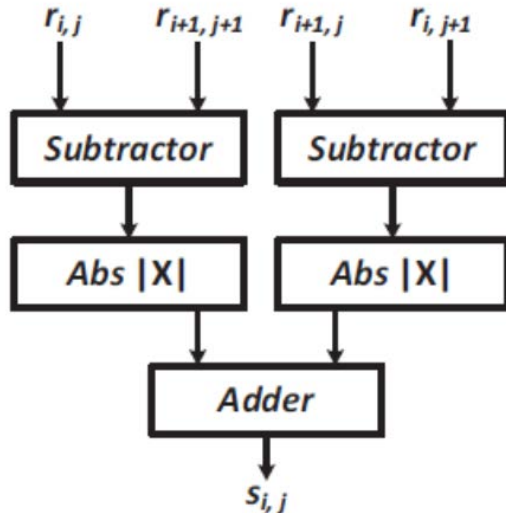 r_{i, j} r_{i+1, j+1} r_{i+1, j} r_{i, j+1}
Subtractor Subtractor
Abs |X| Abs |X|
Adder
s_{i, j}